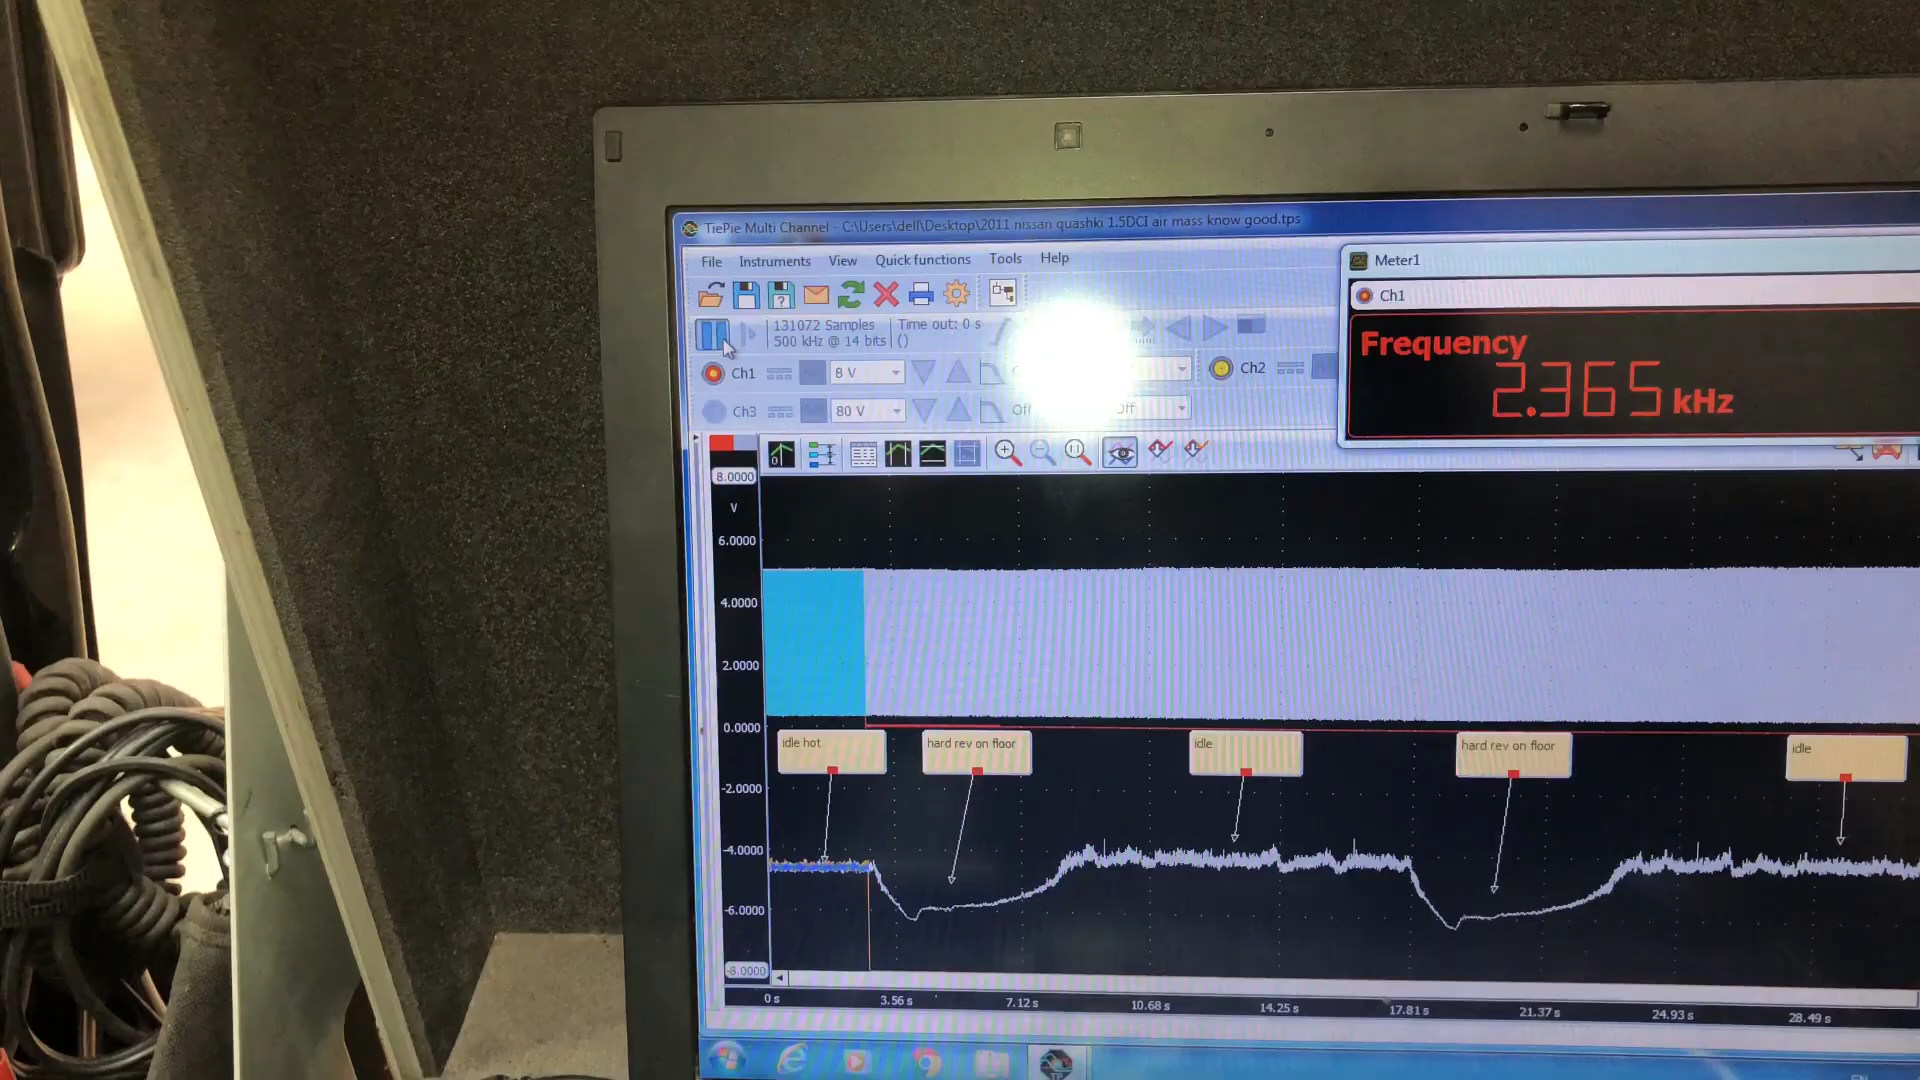 TiePie Multi Channel - C:\Users\dell\Desktop\2011 nissan quashki 1.5DCI air mass know good.tps
File Instruments View Quick functions Tools Help
Meter1
Ch1
Frequency
2.365 kHz
131072 Samples Time out: 0 s
500 kHz @ 14 bits ()
Ch1 8 V Ch2
Ch3 80 V Off Off
8.0000
V
6.0000
4.0000
2.0000
0.0000
idle hot
hard rev on floor
idle
hard rev on floor
idle
-2.0000
-4.0000
-6.0000
-8.0000
0 s 3.56 s 7.12 s 10.68 s 14.25 s 17.81 s 21.37 s 24.93 s 28.49 s